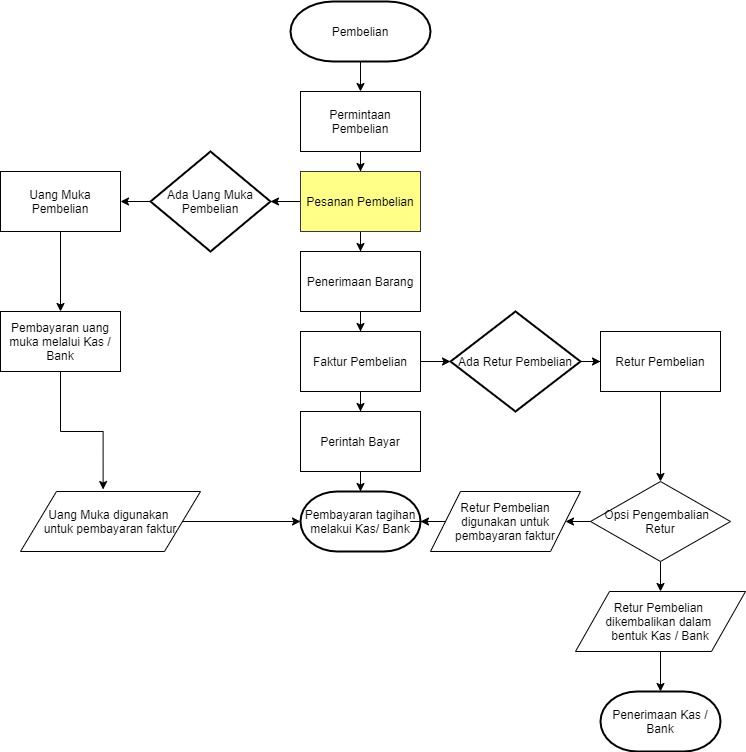 Pembelian
Permintaan
Pembelian
Uang Muka
Pembelian
Ada Uang Muka
Pembelian
Pesanan Pembelian
Penerimaan Barang
Pembayaran uang
muka melalui Kas /
Bank
Faktur Pembelian
Ada Retur Pembelian
Retur Pembelian
Perintah Bayar
Uang Muka digunakan
untuk pembayaran faktur
Pembayaran tagihan
melakui Kas/ Bank
Retur Pembelian
digunakan untuk
pembayaran faktur
Opsi Pengembalian
Retur
Retur Pembelian
dikembalikan dalam
bentuk Kas / Bank
Penerimaan Kas /
Bank